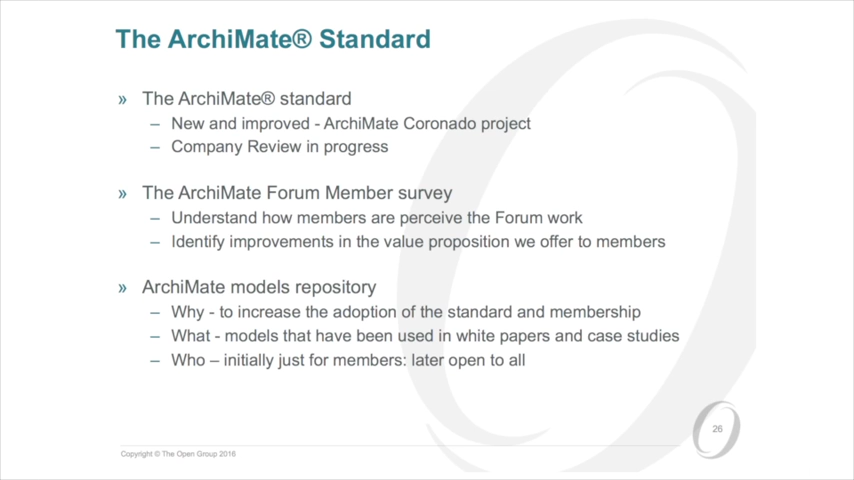 The ArchiMate® Standard
» The ArchiMate® standard
– New and improved - ArchiMate Coronado project
– Company Review in progress
» The ArchiMate Forum Member survey
– Understand how members are perceive the Forum work
– Identify improvements in the value proposition we offer to members
» ArchiMate models repository
– Why - to increase the adoption of the standard and membership
– What - models that have been used in white papers and case studies
– Who – initially just for members: later open to all
26
Copyright © The Open Group 2016